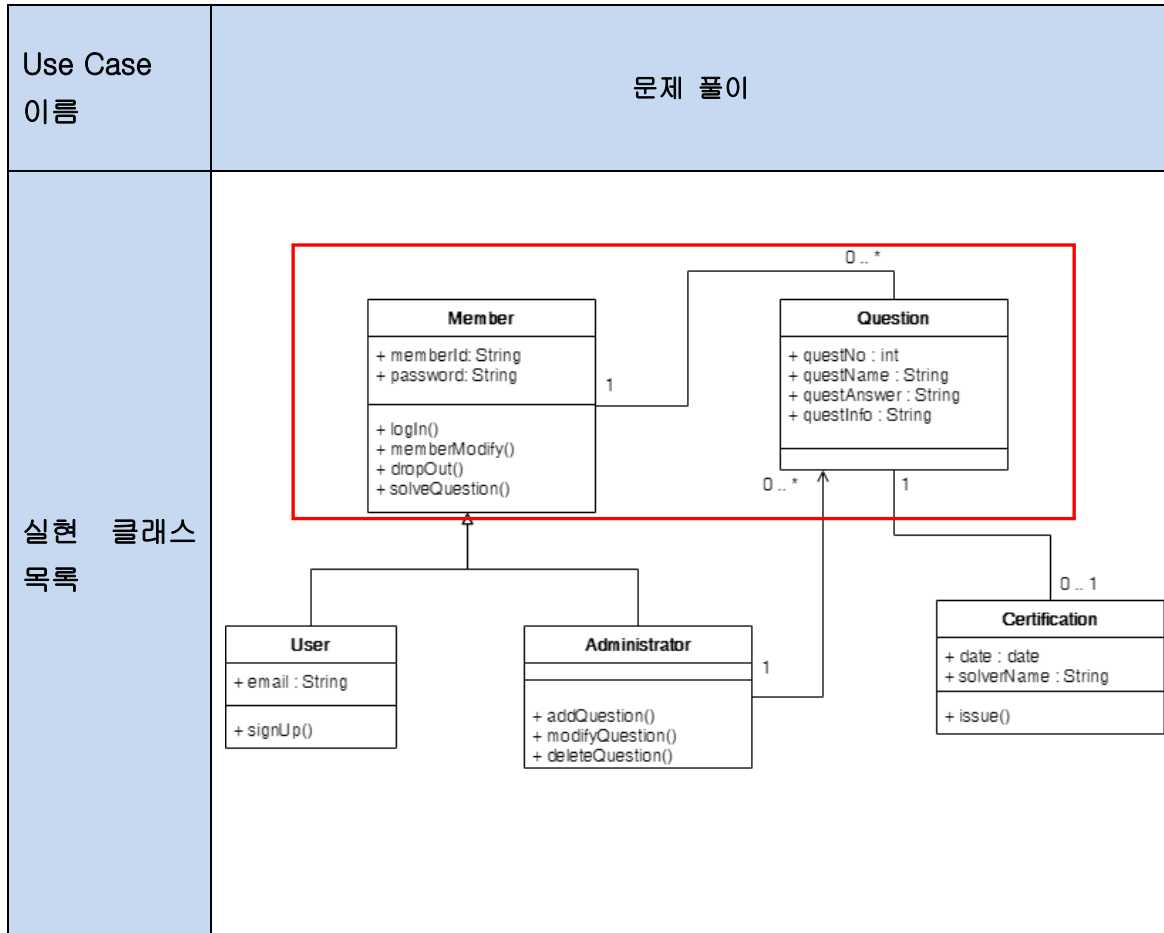 Use Case
이름
문제 풀이
실현 클래스
목록
0 .. *
Member
+ memberId: String
+ password: String
+ logIn()
+ memberModify()
+ dropOut()
+ solveQuestion()
1
Question
+ questNo : int
+ questName : String
+ questAnswer : String
+ questInfo : String
0 .. *
1
0 .. 1
User
+ email : String
+ signUp()
Administrator
+ addQuestion()
+ modifyQuestion()
+ deleteQuestion()
1
Certification
+ date : date
+ solverName : String
+ issue()